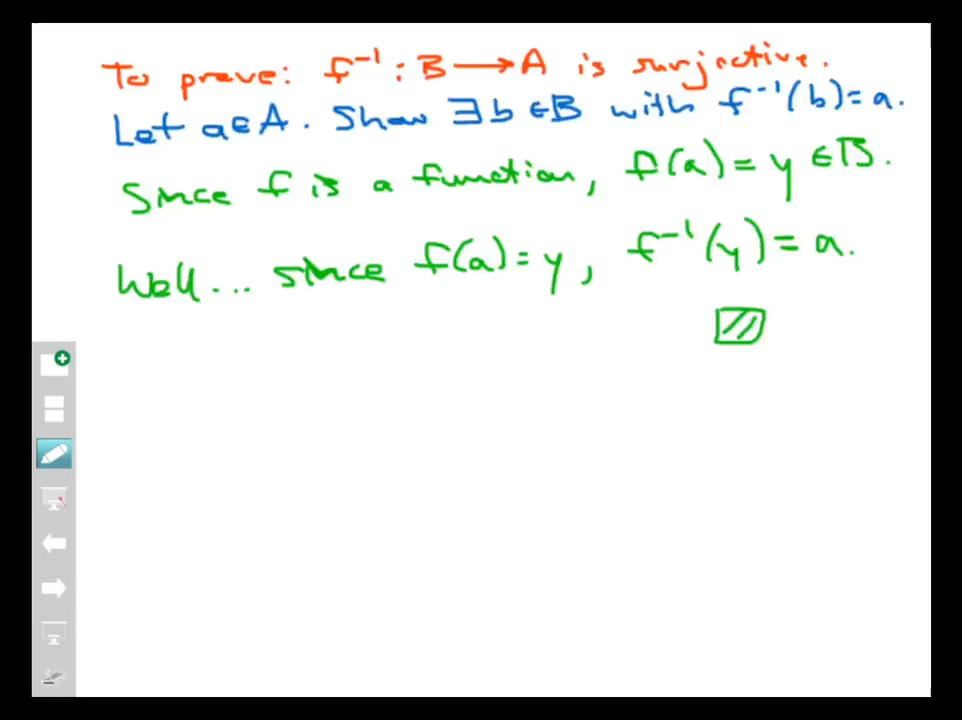 To prove: f⁻¹: B → A is surjective.
Let a ∈ A. Show ∃ b ∈ B with f⁻¹(b) = a.
Since f is a function, f(a) = y ∈ B.
Well... since f(a) = y, f⁻¹(y) = a.